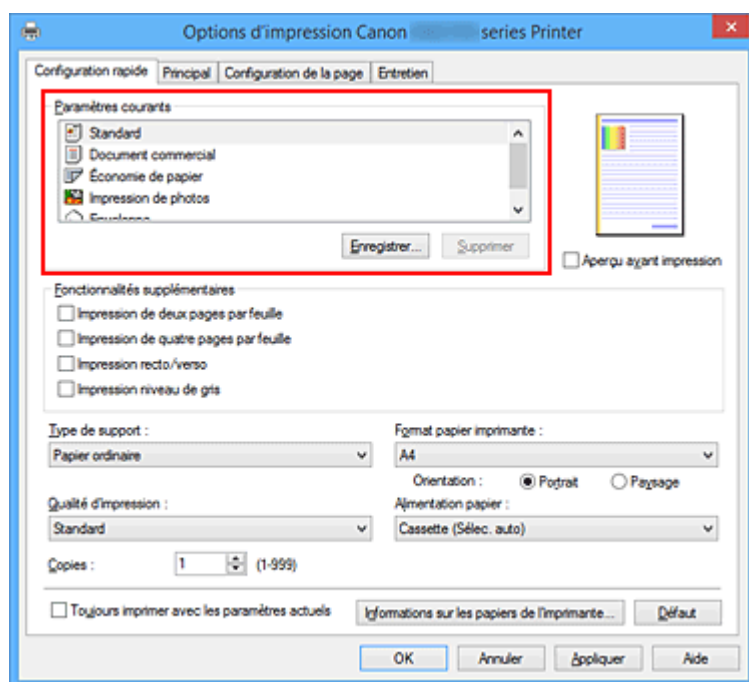 Options d'impression Canon series Printer
Configuration rapide Principal Configuration de la page Entretien
Paramètres courants
Standard
Document commercial
Économie de papier
Impression de photos
Enregistrer... Supprimer
Aperçu avant impression
Fonctionnalités supplémentaires
Impression de deux pages par feuille
Impression de quatre pages par feuille
Impression recto/verso
Impression niveau de gris
Type de support : Format papier imprimante :
Papier ordinaire A4
Orientation : Portrait Paysage
Qualité d'impression : Alimentation papier :
Standard Cassette (Sélec. auto)
Copies : 1 (1-999)
Toujours imprimer avec les paramètres actuels Informations sur les papiers de l'imprimante... Défaut
OK Annuler Appliquer Aide